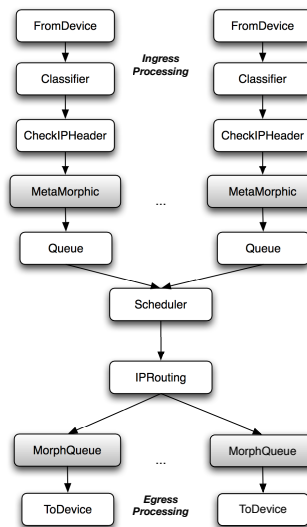 FromDevice
FromDevice
Ingress
Processing
Classifier
Classifier
CheckIPHeader
CheckIPHeader
MetaMorphic
MetaMorphic
...
Queue
Queue
Scheduler
IPRouting
MorphQueue
MorphQueue
...
ToDevice
ToDevice
Egress
Processing